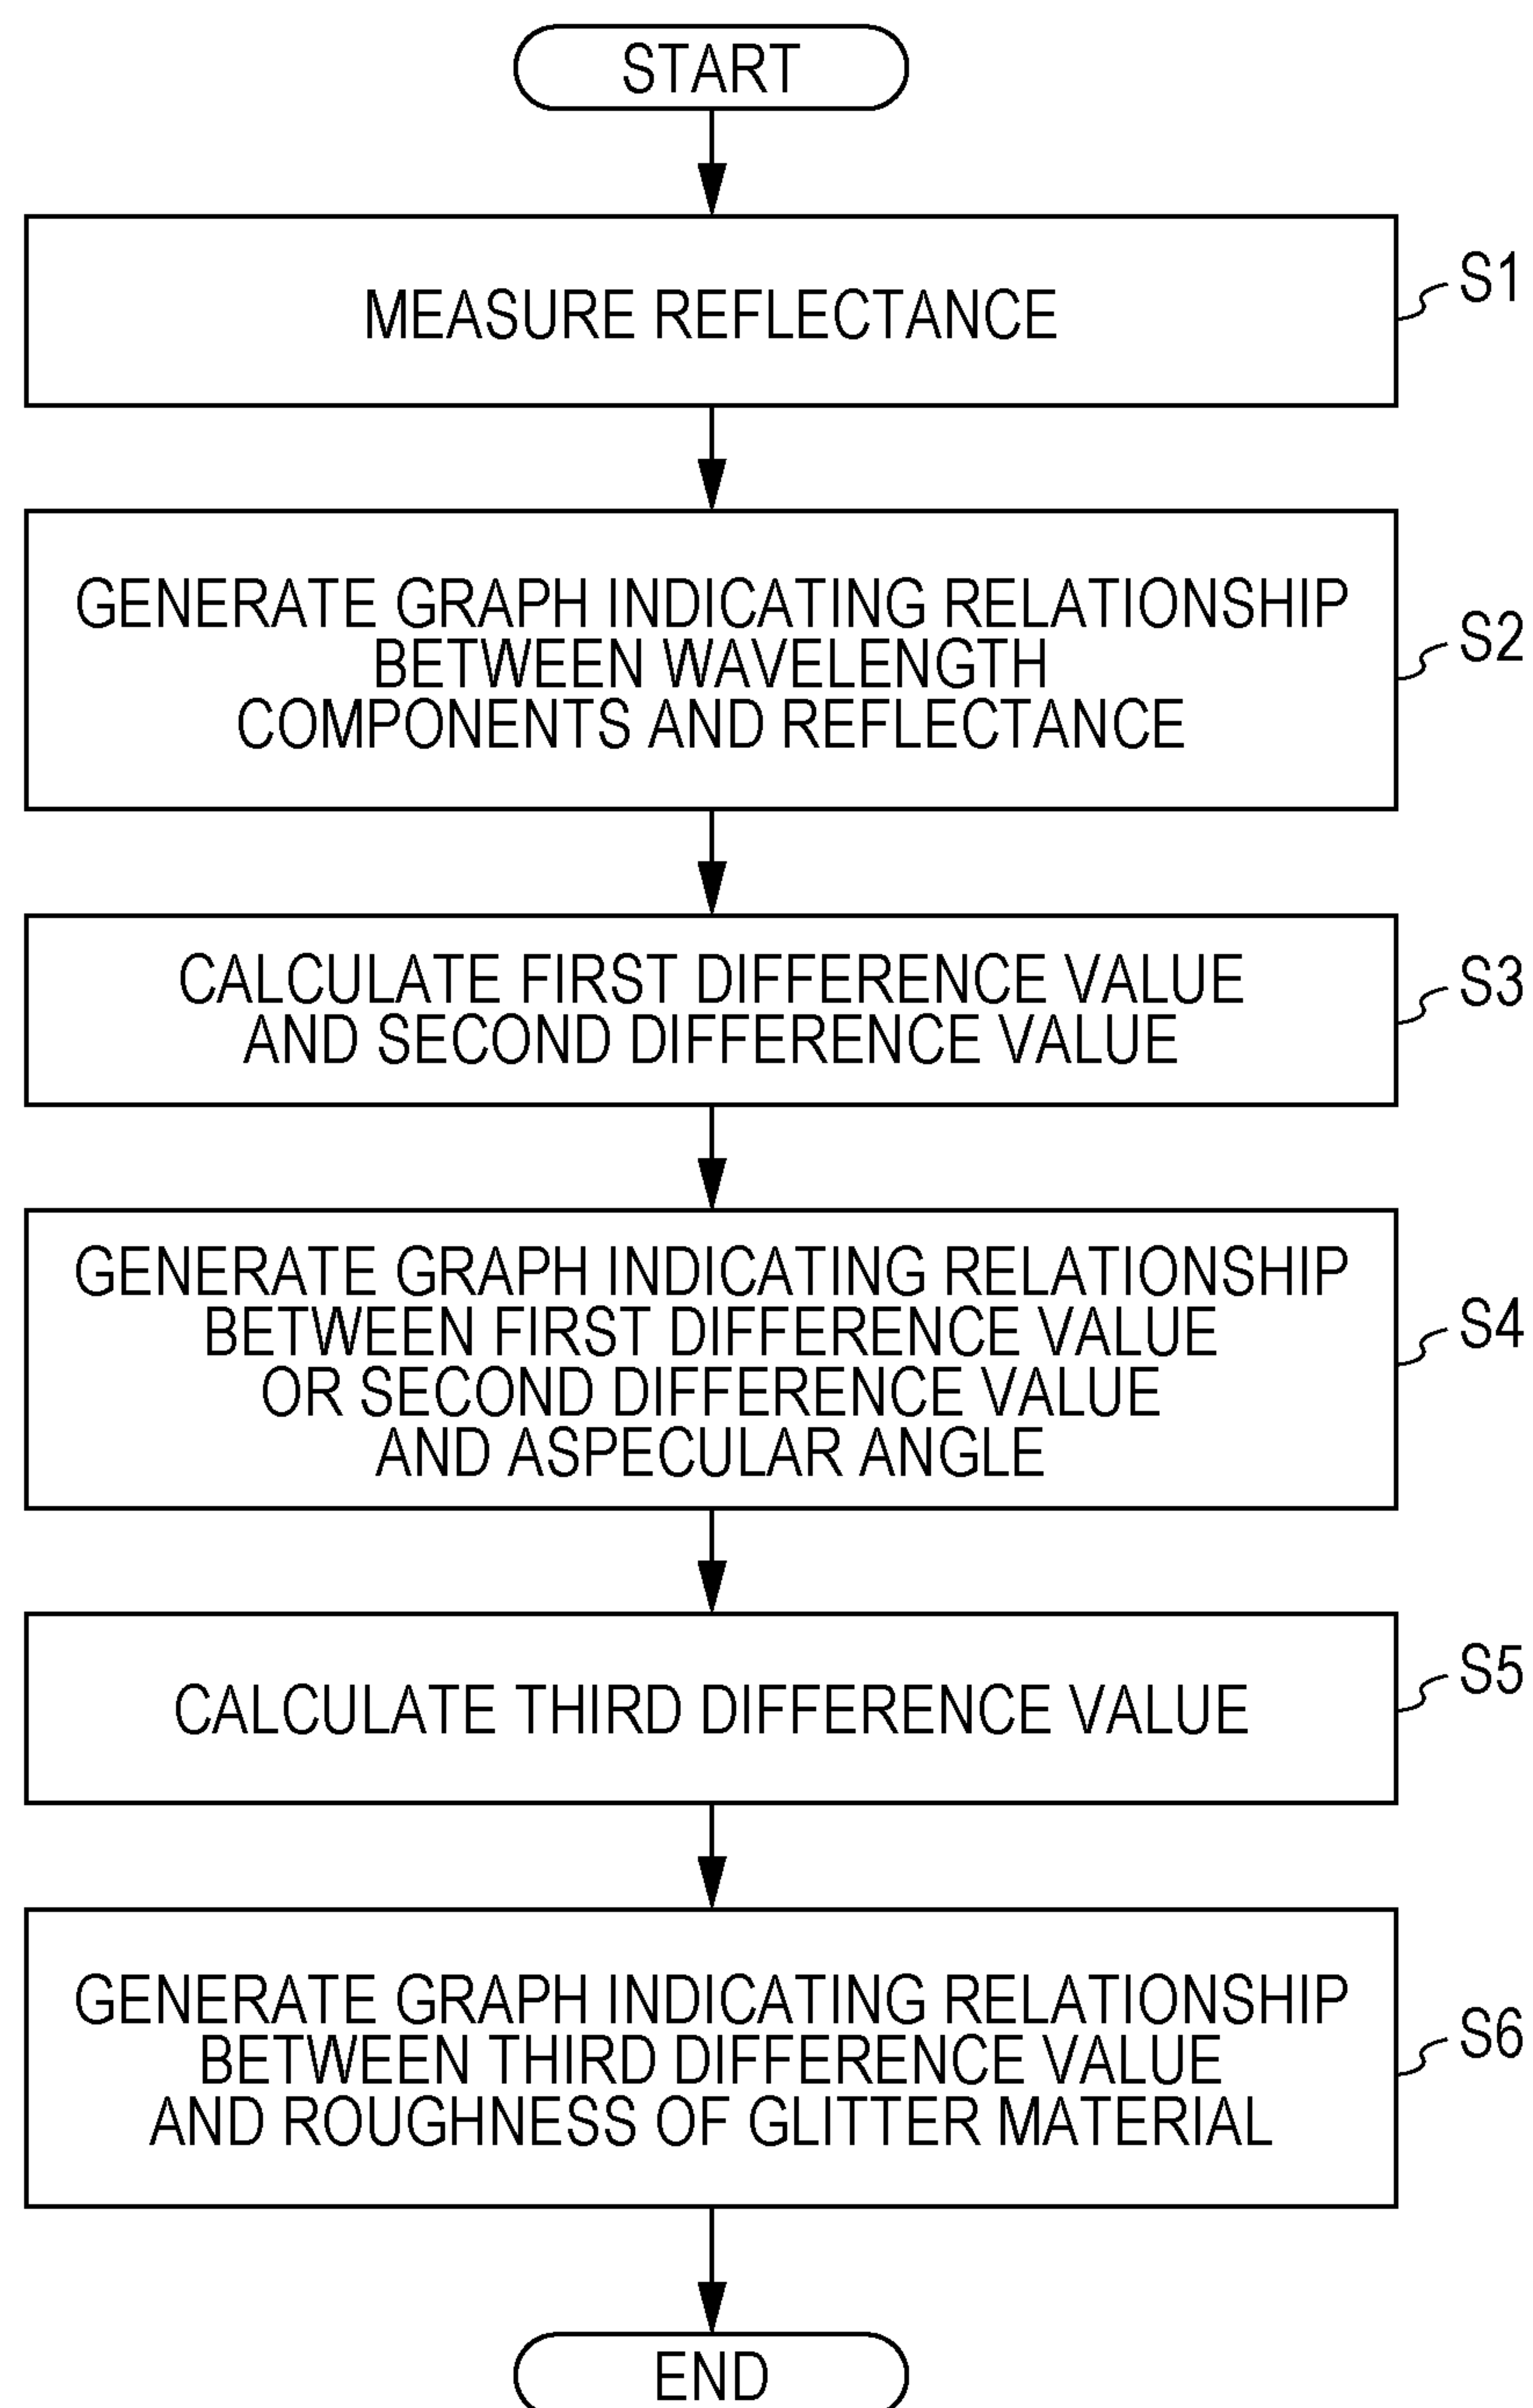 START
MEASURE REFLECTANCE
S1
GENERATE GRAPH INDICATING RELATIONSHIP
BETWEEN WAVELENGTH
COMPONENTS AND REFLECTANCE
S2
CALCULATE FIRST DIFFERENCE VALUE
AND SECOND DIFFERENCE VALUE
S3
GENERATE GRAPH INDICATING RELATIONSHIP
BETWEEN FIRST DIFFERENCE VALUE
OR SECOND DIFFERENCE VALUE
AND ASPECULAR ANGLE
S4
CALCULATE THIRD DIFFERENCE VALUE
S5
GENERATE GRAPH INDICATING RELATIONSHIP
BETWEEN THIRD DIFFERENCE VALUE
AND ROUGHNESS OF GLITTER MATERIAL
S6
END